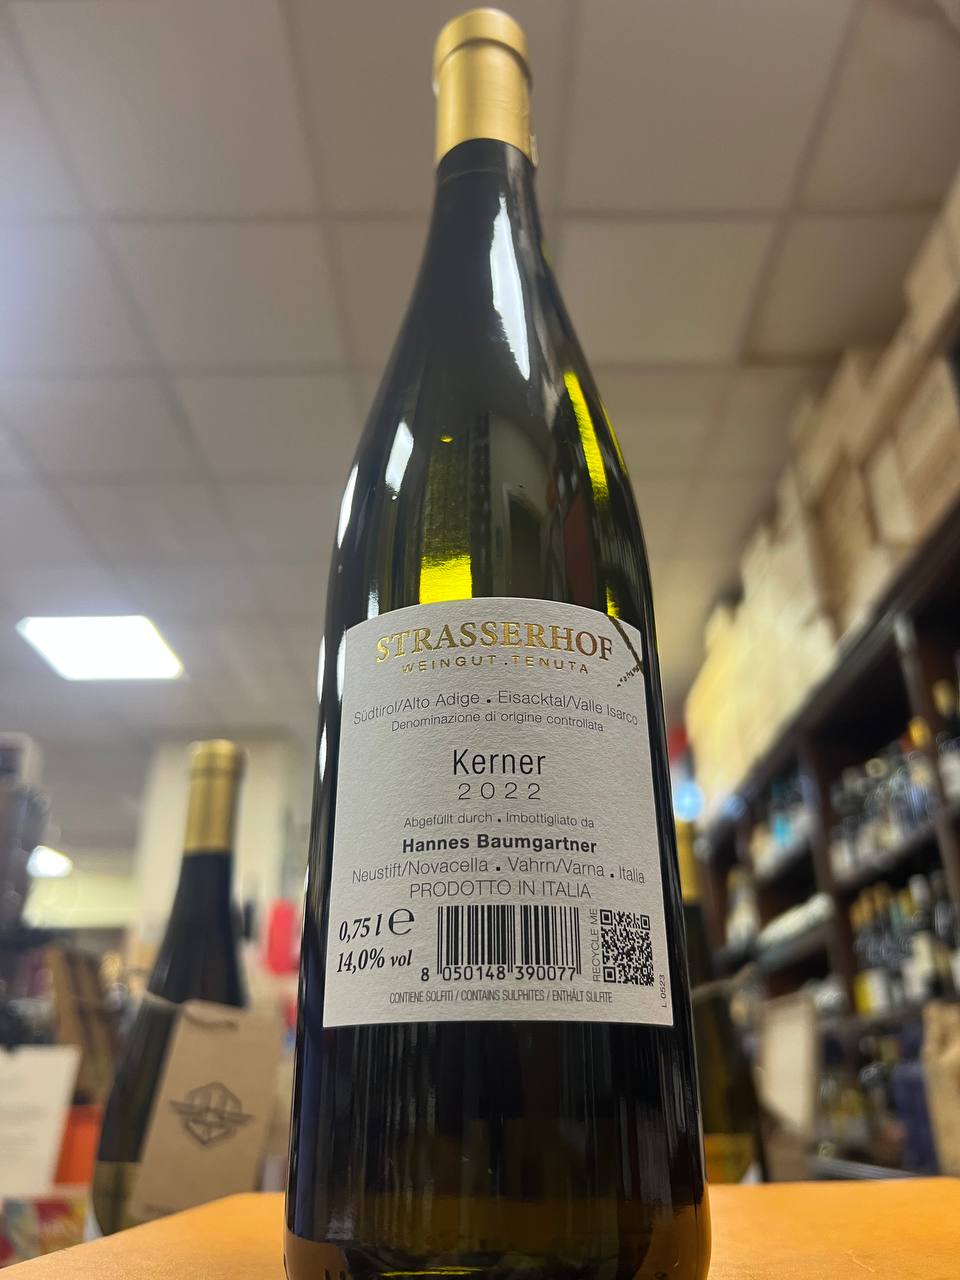 STRASSERHOF
WEINGUT . TENUTA
Südtirol/Alto Adige . Eisacktal/Valle Isarco
Denominazione di origine controllata
Kerner
2022
Abgefüllt durch . Imbottigliato da
Hannes Baumgartner
Neustift/Novacella . Vahrn/Varna . Italia
PRODOTTO IN ITALIA
0,75 l e
14,0% vol
8 050148 390077
RECYCLE ME
L 0523
CONTIENE SOLFITI / CONTAINS SULPHITES / ENTHÄLT SULFITE